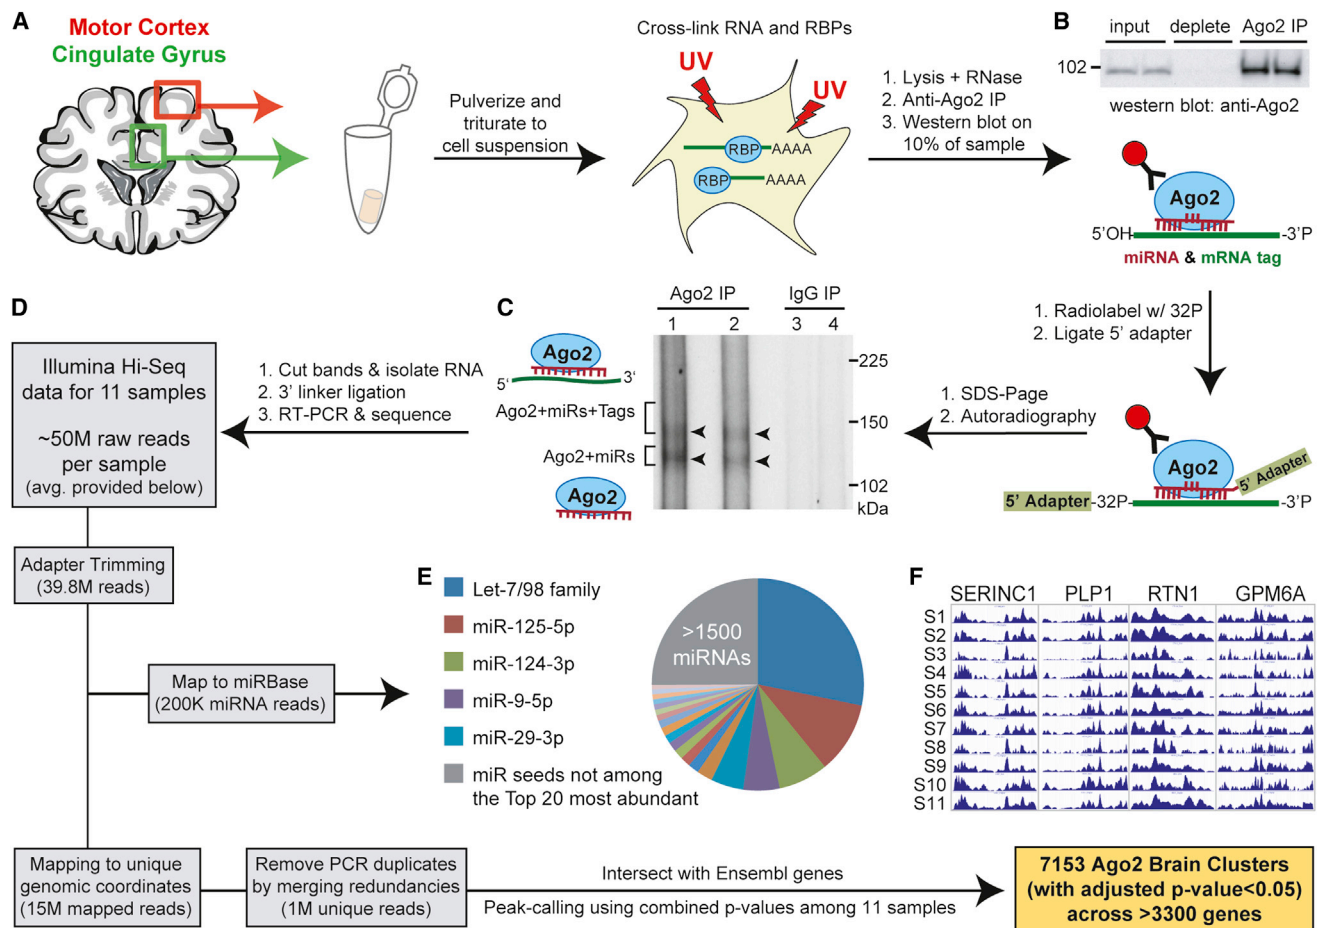 A
Motor Cortex
Cingulate Gyrus
Pulverize and
triturate to
cell suspension
Cross-link RNA and RBPs
UV
UV
RBP
AAAA
RBP
AAAA
1. Lysis + RNase
2. Anti-Ago2 IP
3. Western blot on
10% of sample
B
input deplete Ago2 IP
102
western blot: anti-Ago2
Ago2
5'OH -3'P
miRNA & mRNA tag
1. Radiolabel w/ 32P
2. Ligate 5' adapter
Ago2
5' Adapter
5' Adapter -32P- -3'P
1. SDS-Page
2. Autoradiography
C
Ago2 IP IgG IP
1 2 3 4
225
150
102
kDa
Ago2
5' 3'
Ago2+miRs+Tags
Ago2+miRs
Ago2
1. Cut bands & isolate RNA
2. 3' linker ligation
3. RT-PCR & sequence
D
Illumina Hi-Seq
data for 11 samples
~50M raw reads
per sample
(avg. provided below)
Adapter Trimming
(39.8M reads)
Map to miRBase
(200K miRNA reads)
E
Let-7/98 family
miR-125-5p
miR-124-3p
miR-9-5p
miR-29-3p
miR seeds not among
the Top 20 most abundant
>1500
miRNAs
F
SERINC1 PLP1 RTN1 GPM6A
S1
S2
S3
S4
S5
S6
S7
S8
S9
S10
S11
Mapping to unique
genomic coordinates
(15M mapped reads)
Remove PCR duplicates
by merging redundancies
(1M unique reads)
Intersect with Ensembl genes
Peak-calling using combined p-values among 11 samples
7153 Ago2 Brain Clusters
(with adjusted p-value<0.05)
across >3300 genes